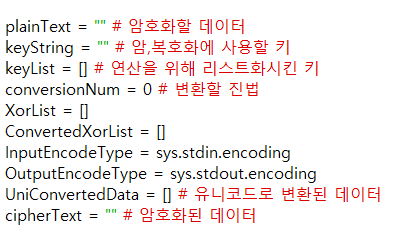 plainText = "" # 암호화할 데이터
keyString = "" # 암,복호화에 사용할 키
keyList = [] # 연산을 위해 리스트화시킨 키
conversionNum = 0 # 변환할 진법
XorList = []
ConvertedXorList = []
InputEncodeType = sys.stdin.encoding
OutputEncodeType = sys.stdout.encoding
UniConvertedData = [] # 유니코드로 변환된 데이터
cipherText = "" # 암호화된 데이터